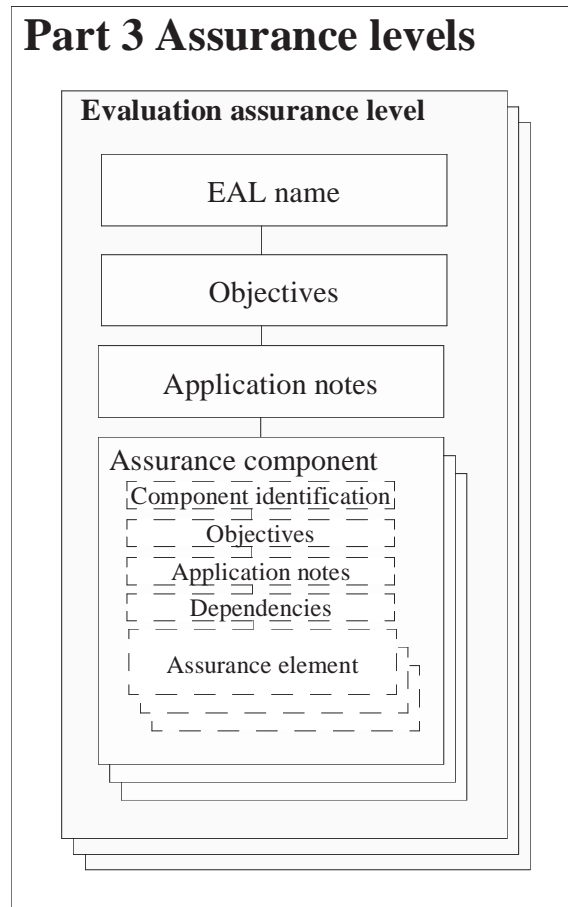 Part 3 Assurance levels
Evaluation assurance level
EAL name
Objectives
Application notes
Assurance component
Component identification
Objectives
Application notes
Dependencies
Assurance element